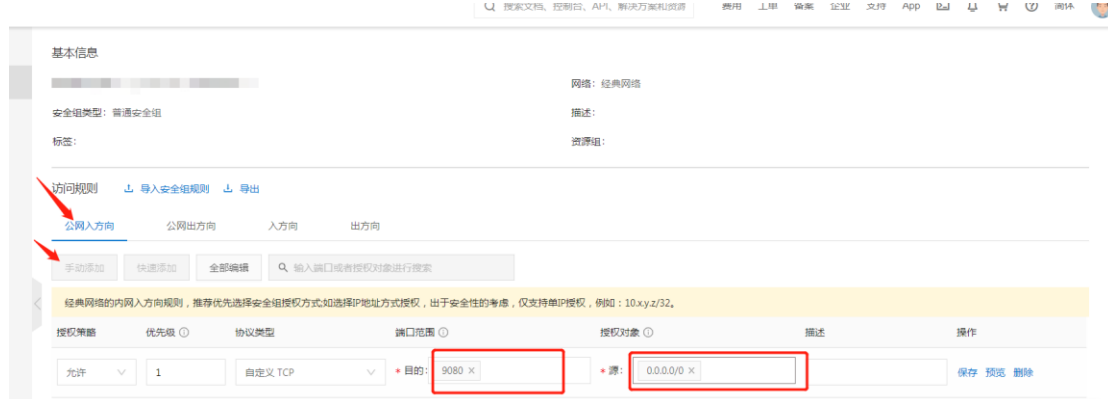 搜索文档、控制台、API、解决方案和资源 费用 工单 备案 企业 支持 App 简体
基本信息
网络： 经典网络
安全组类型： 普通安全组 描述：
标签： 资源组：
访问规则 导入安全组规则 导出
公网入方向 公网出方向 入方向 出方向
手动添加 快速添加 全部编辑 输入端口或者授权对象进行搜索
经典网络的内网入方向规则，推荐优先选择安全组授权方式;如选择IP地址方式授权，出于安全性的考虑，仅支持单IP授权，例如：10.x.y.z/32。
授权策略 优先级 协议类型 端口范围 授权对象 描述 操作
允许 1 自定义 TCP * 目的： 9080 × * 源： 0.0.0.0/0 × 保存 预览 删除